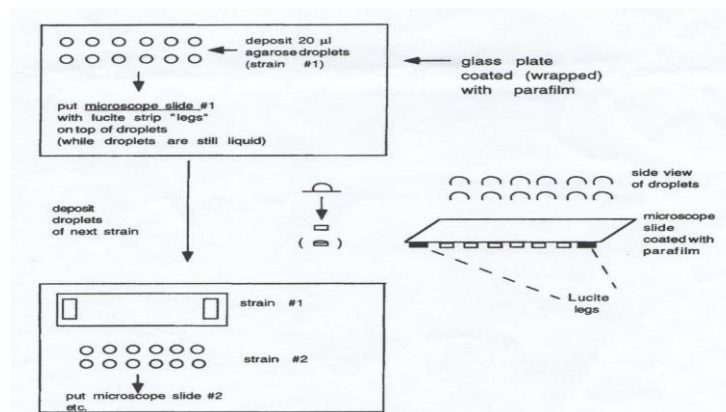 deposit 20 µl
agarose droplets
(strain #1)
put microscope slide #1
with lucite strip "legs"
on top of droplets
(while droplets are still liquid)
glass plate
coated (wrapped)
with parafilm
side view
of droplets
deposit
droplets
of next strain
microscope
slide
coated with
parafilm
Lucite
legs
strain #1
strain #2
put microscope slide #2
etc.